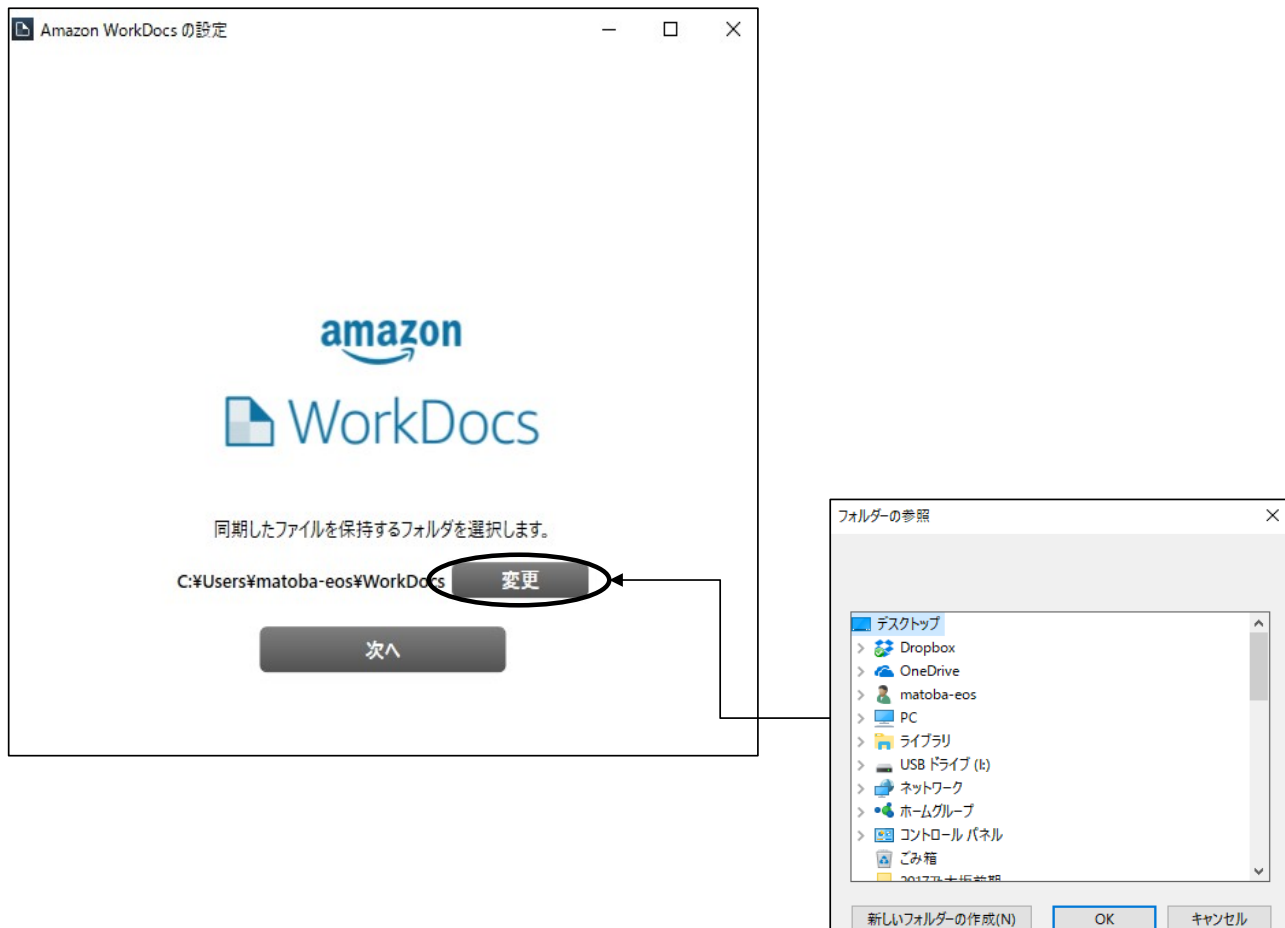 Amazon WorkDocs の設定
amazon
WorkDocs
同期したファイルを保持するフォルダを選択します。
C:¥Users¥matoba-eos¥WorkDocs 変更
次へ
フォルダーの参照
デスクトップ
Dropbox
OneDrive
matoba-eos
PC
ライブラリ
USB ドライブ (I:)
ネットワーク
ホームグループ
コントロール パネル
ごみ箱
新しいフォルダーの作成(N) OK キャンセル